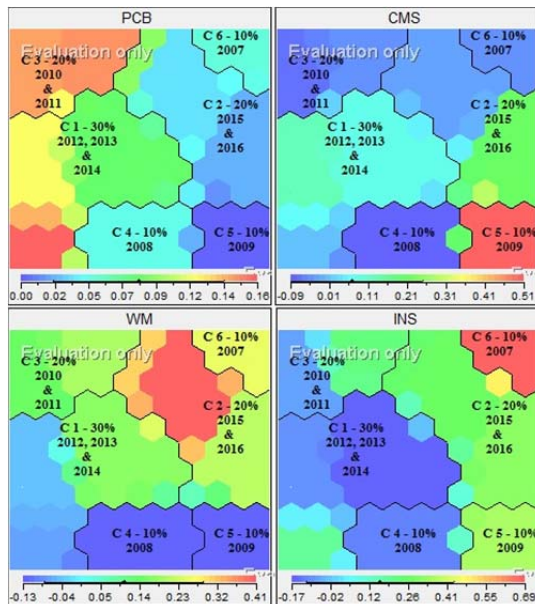 PCB
Evaluation only
C 6 - 10%
2007
C 3 - 20%
2010
&
2011
C 2 - 20%
2015
&
2016
C 1 - 30%
2012, 2013
&
2014
C 4 - 10%
2008
C 5 - 10%
2009
0.00 0.02 0.03 0.05 0.06 0.08 0.09 0.11 0.13 0.14 0.16
CMS
Evaluation only
C 6 - 10%
2007
C 3 - 20%
2010
&
2011
C 2 - 20%
2015
&
2016
C 1 - 30%
2012, 2013
&
2014
C 4 - 10%
2008
C 5 - 10%
2009
-0.09 0.01 0.11 0.21 0.31 0.41 0.51
WM
Evaluation only
C 6 - 10%
2007
C 3 - 20%
2010
&
2011
C 2 - 20%
2015
&
2016
C 1 - 30%
2012, 2013
&
2014
C 4 - 10%
2008
C 5 - 10%
2009
-0.13 -0.04 0.05 0.14 0.23 0.32 0.41
INS
Evaluation only
C 6 - 10%
2007
C 3 - 20%
2010
&
2011
C 2 - 20%
2015
&
2016
C 1 - 30%
2012, 2013
&
2014
C 4 - 10%
2008
C 5 - 10%
2009
-0.17 -0.02 0.12 0.26 0.41 0.55 0.69